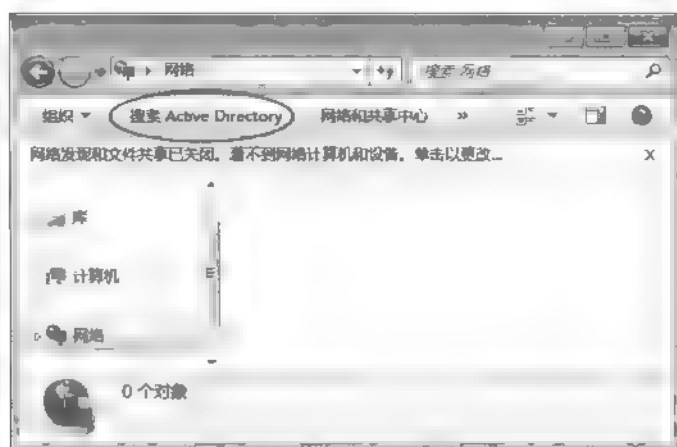 网络
搜索 网络
组织
搜索 Active Directory
网络和共享中心
»
网络发现和文件共享已关闭。看不到网络计算机和设备。单击以更改...
X
库
计算机
网络
0 个对象